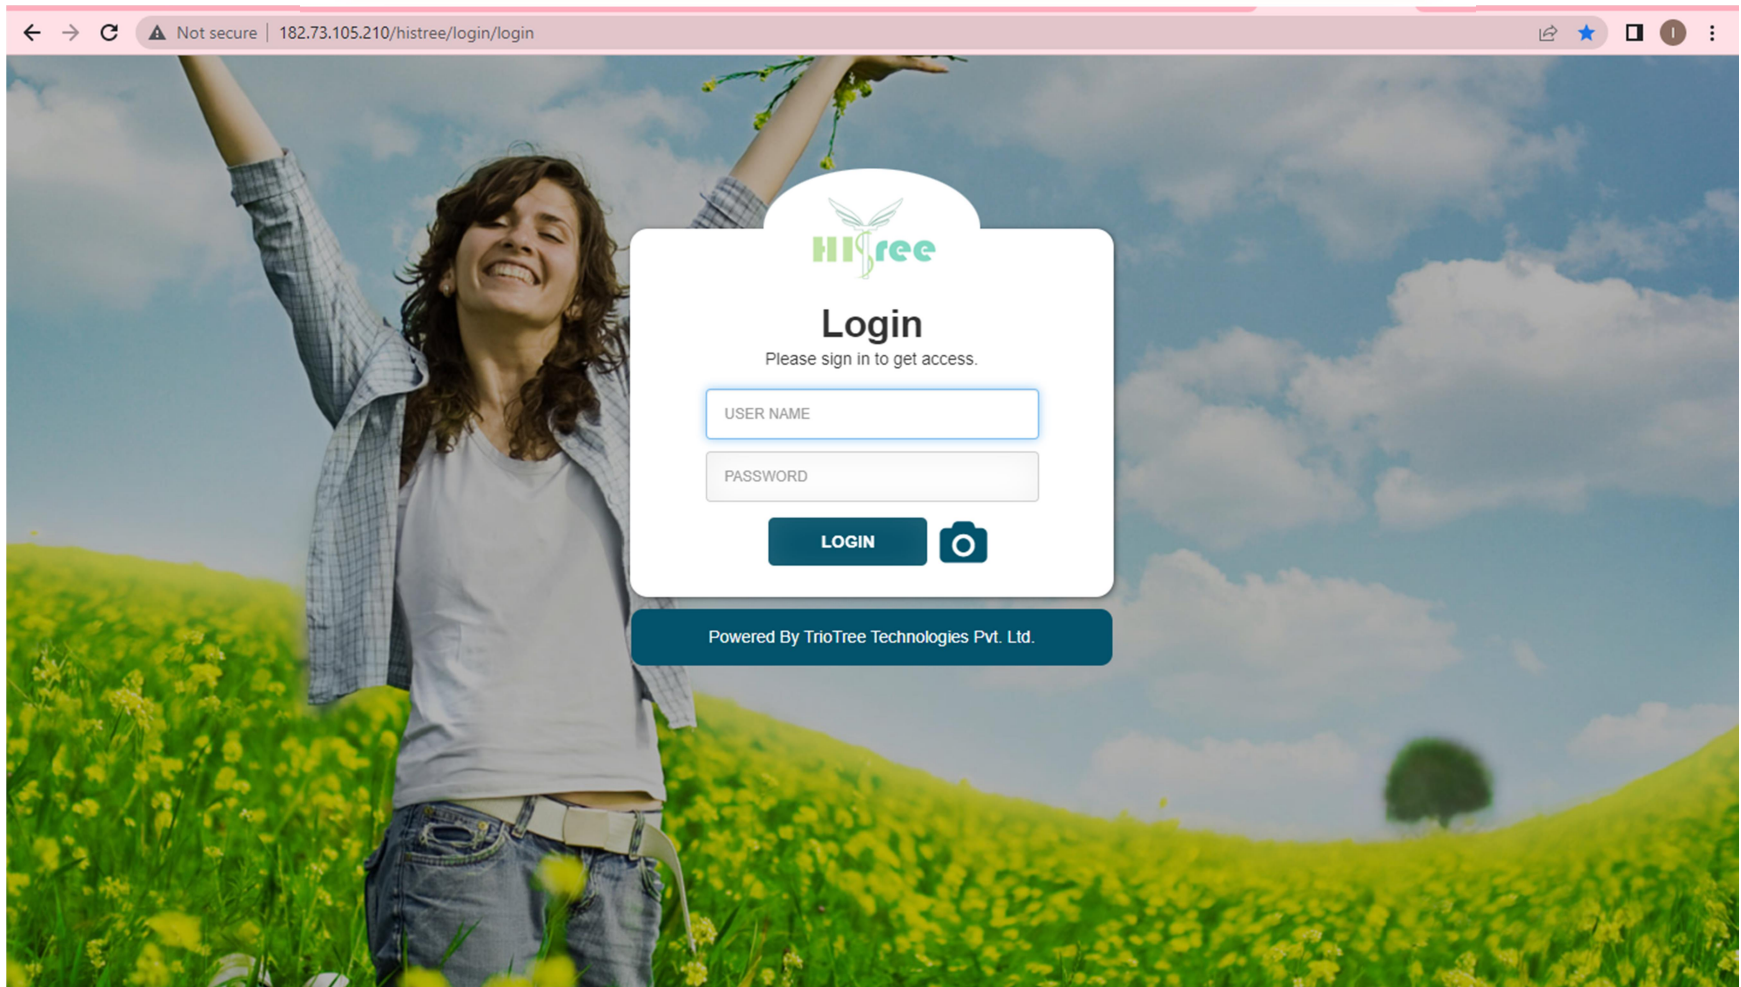 Not secure | 182.73.105.210/histree/login/login
I
HISTree
Login
Please sign in to get access.
USER NAME
PASSWORD
LOGIN
Powered By TrioTree Technologies Pvt. Ltd.